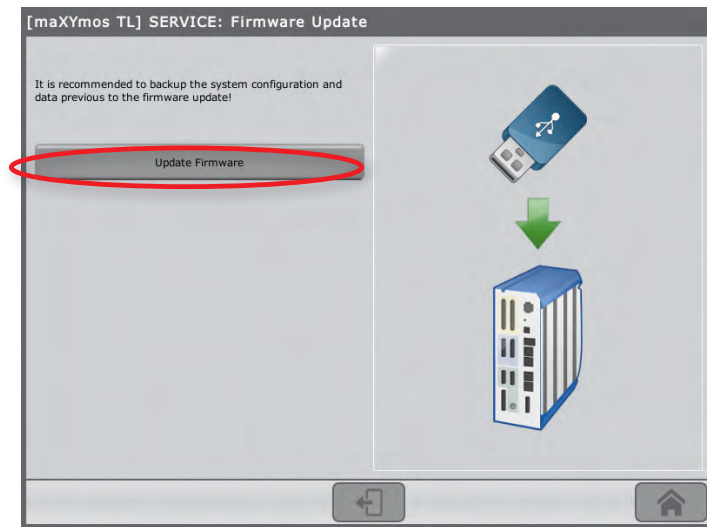 [maXYmos TL] SERVICE: Firmware Update
It is recommended to backup the system configuration and
data previous to the firmware update!
Update Firmware